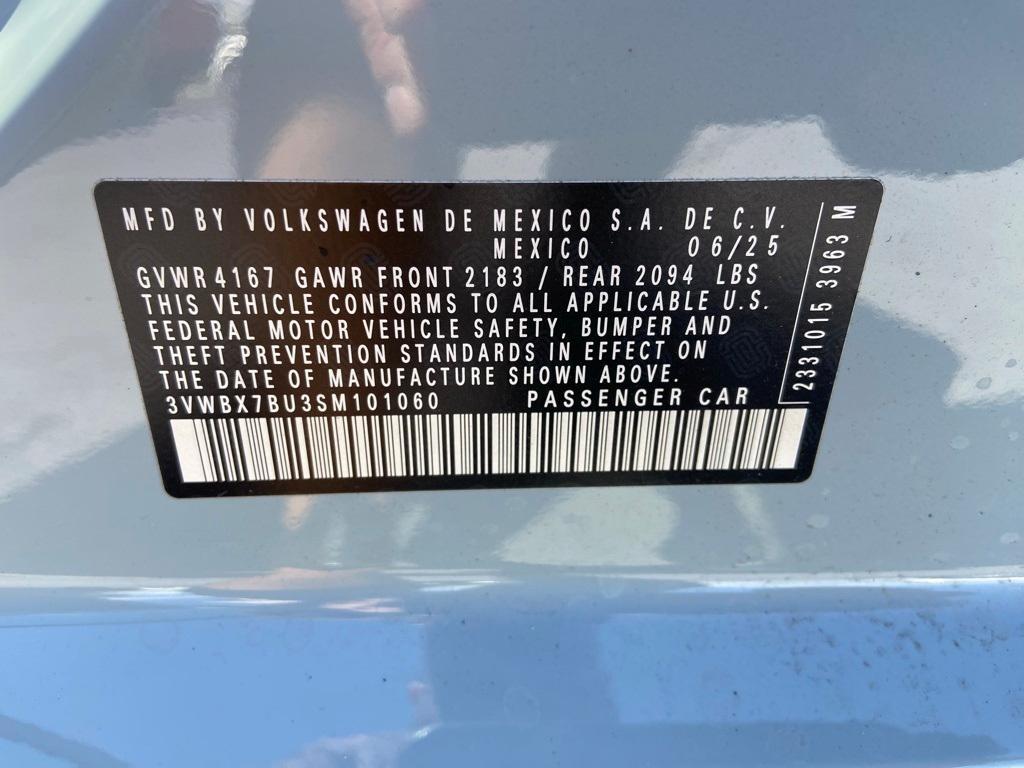 MFD BY VOLKSWAGEN DE MEXICO S.A. DE C.V.
MEXICO 06/25
GVWR 4167 GAWR FRONT 2183 / REAR 2094 LBS
THIS VEHICLE CONFORMS TO ALL APPLICABLE U.S.
FEDERAL MOTOR VEHICLE SAFETY, BUMPER AND
THEFT PREVENTION STANDARDS IN EFFECT ON
THE DATE OF MANUFACTURE SHOWN ABOVE.
3VWBX7BU3SM101060 PASSENGER CAR
2331015 3963 M